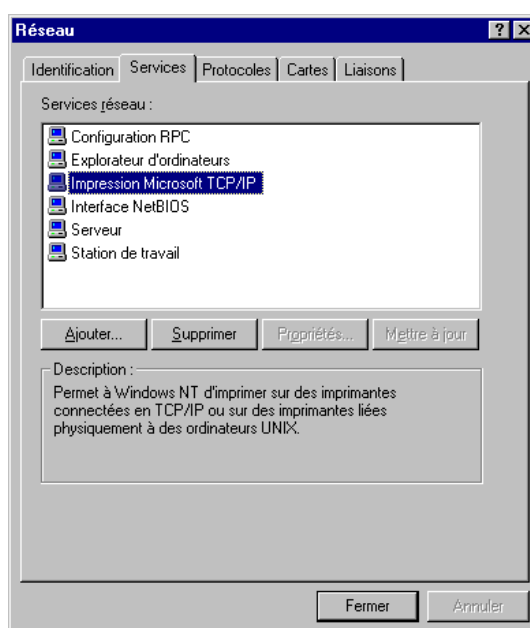 Réseau
Identification Services Protocoles Cartes Liaisons
Services réseau :
Configuration RPC
Explorateur d'ordinateurs
Impression Microsoft TCP/IP
Interface NetBIOS
Serveur
Station de travail
Ajouter... Supprimer Propriétés... Mettre à jour
Description :
Permet à Windows NT d'imprimer sur des imprimantes
connectées en TCP/IP ou sur des imprimantes liées
physiquement à des ordinateurs UNIX.
Fermer Annuler